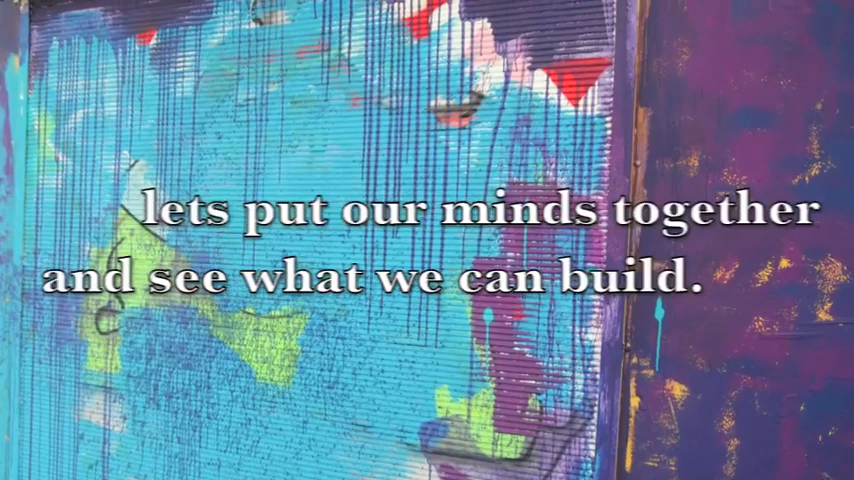 lets put our minds together
and see what we can build.